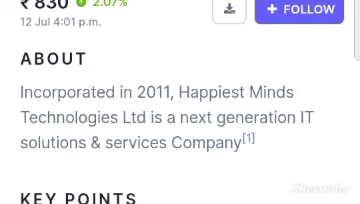 ₹ 830 2.07%
+ FOLLOW
12 Jul 4:01 p.m.
ABOUT
Incorporated in 2011, Happiest Minds
Technologies Ltd is a next generation IT
solutions & services Company[1]
KEY POINTS
XRecorder